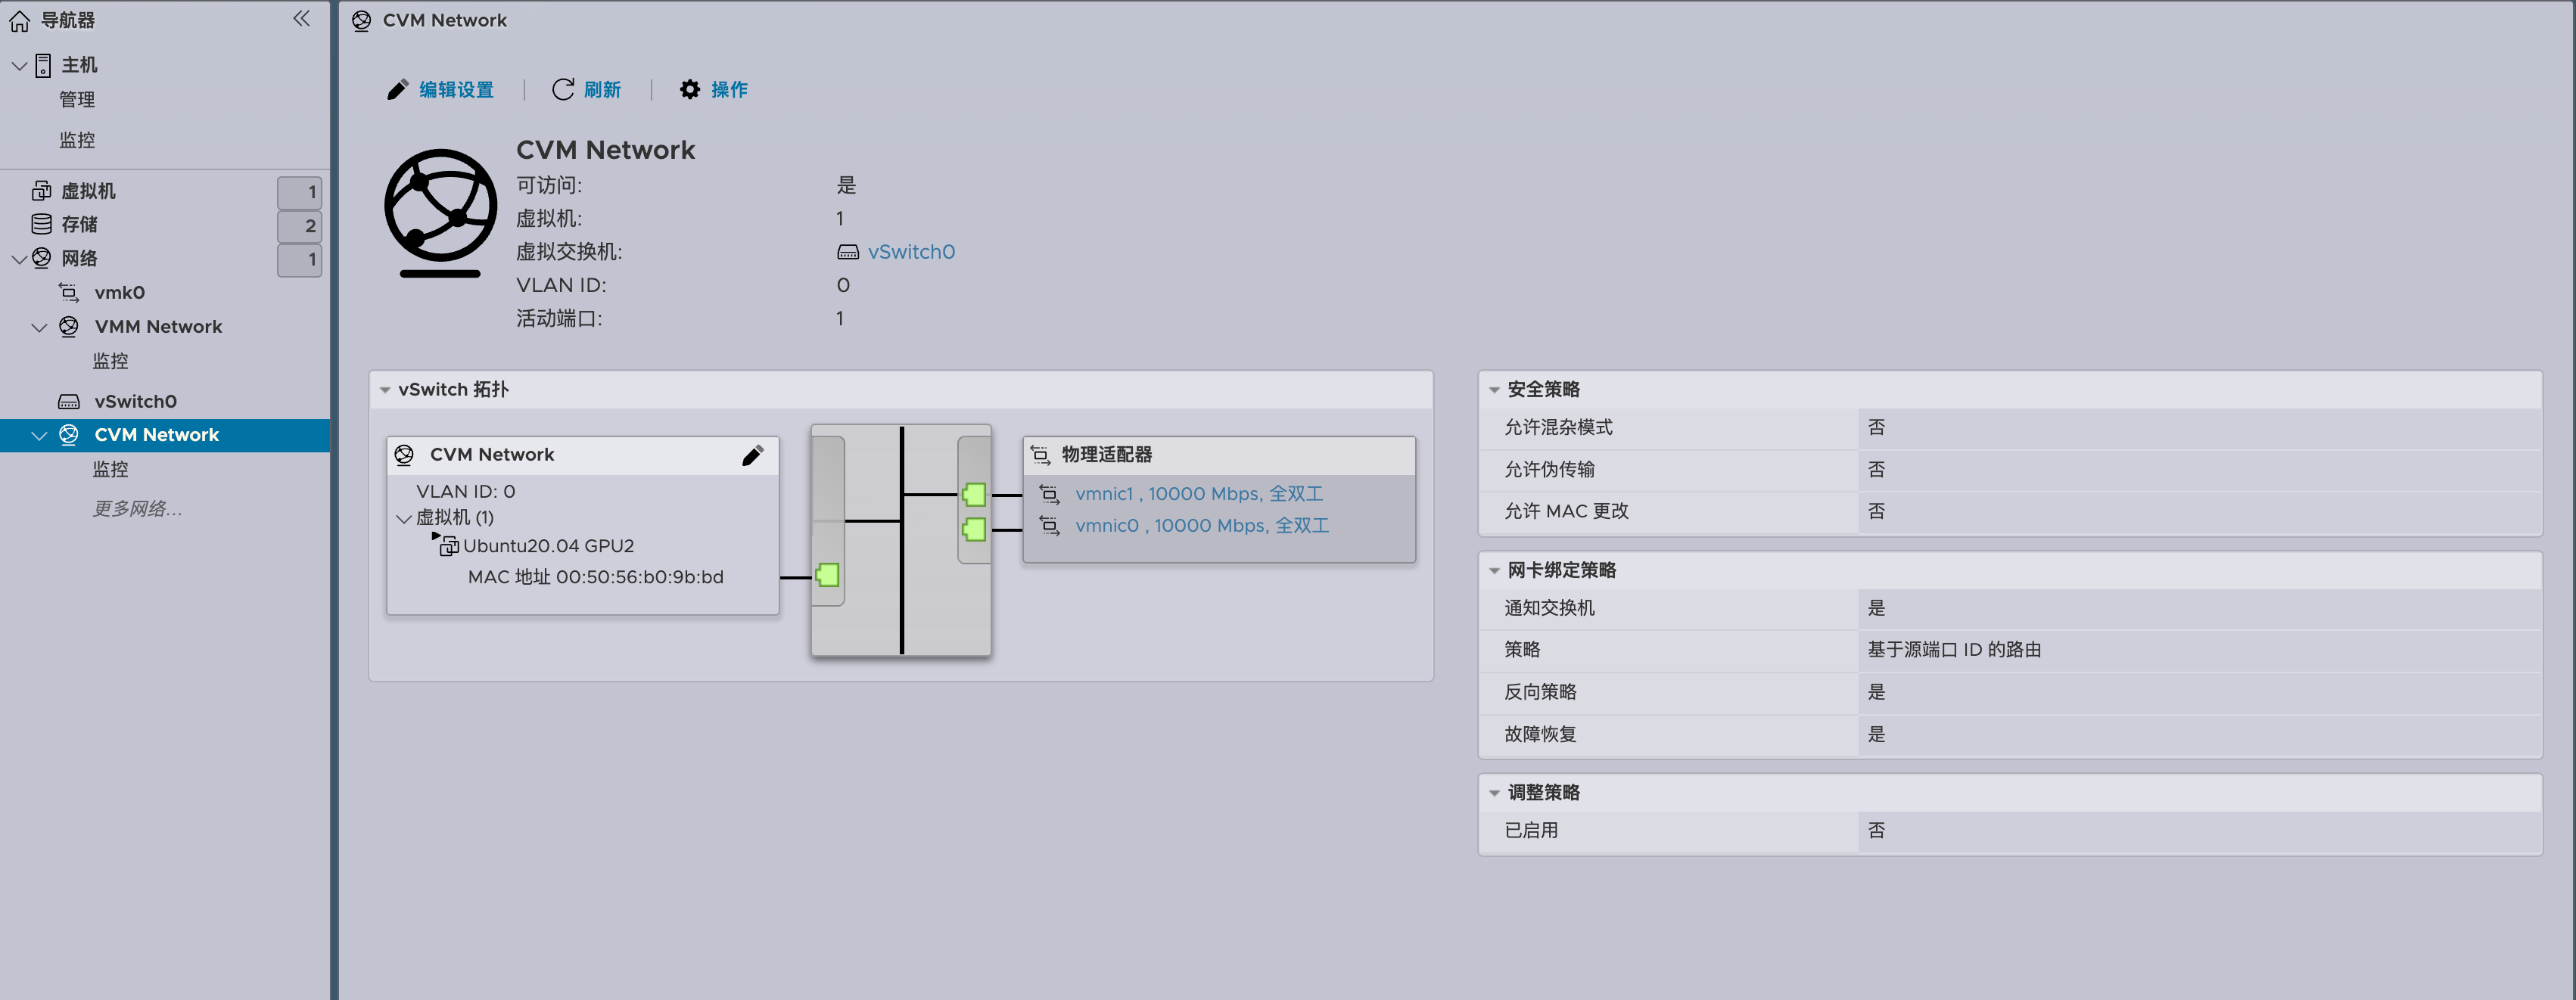 导航器
主机
管理
监控
虚拟机 1
存储 2
网络 1
vmk0
VMM Network
监控
vSwitch0
CVM Network
监控
更多网络...
CVM Network
编辑设置 | 刷新 | 操作
CVM Network
可访问: 是
虚拟机: 1
虚拟交换机: vSwitch0
VLAN ID: 0
活动端口: 1
vSwitch 拓扑
CVM Network
VLAN ID: 0
虚拟机 (1)
Ubuntu20.04 GPU2
MAC 地址 00:50:56:b0:9b:bd
物理适配器
vmnic1 , 10000 Mbps, 全双工
vmnic0 , 10000 Mbps, 全双工
安全策略
允许混杂模式 否
允许伪传输 否
允许 MAC 更改 否
网卡绑定策略
通知交换机 是
策略 基于源端口 ID 的路由
反向策略 是
故障恢复 是
调整策略
已启用 否